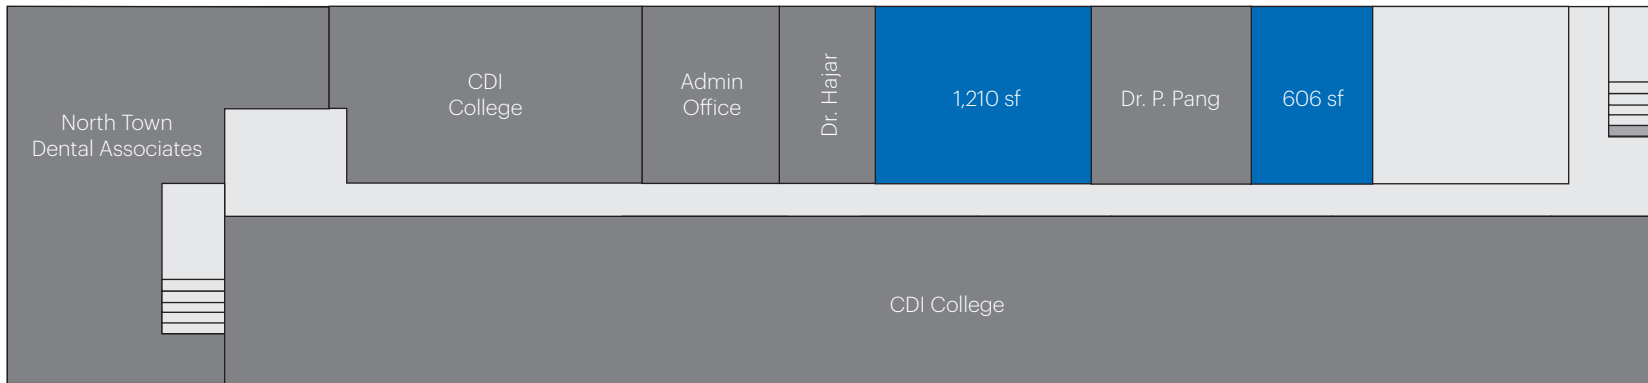 North Town
Dental Associates
CDI
College
Admin
Office
Dr. Hajar
1,210 sf
Dr. P. Pang
606 sf
CDI College